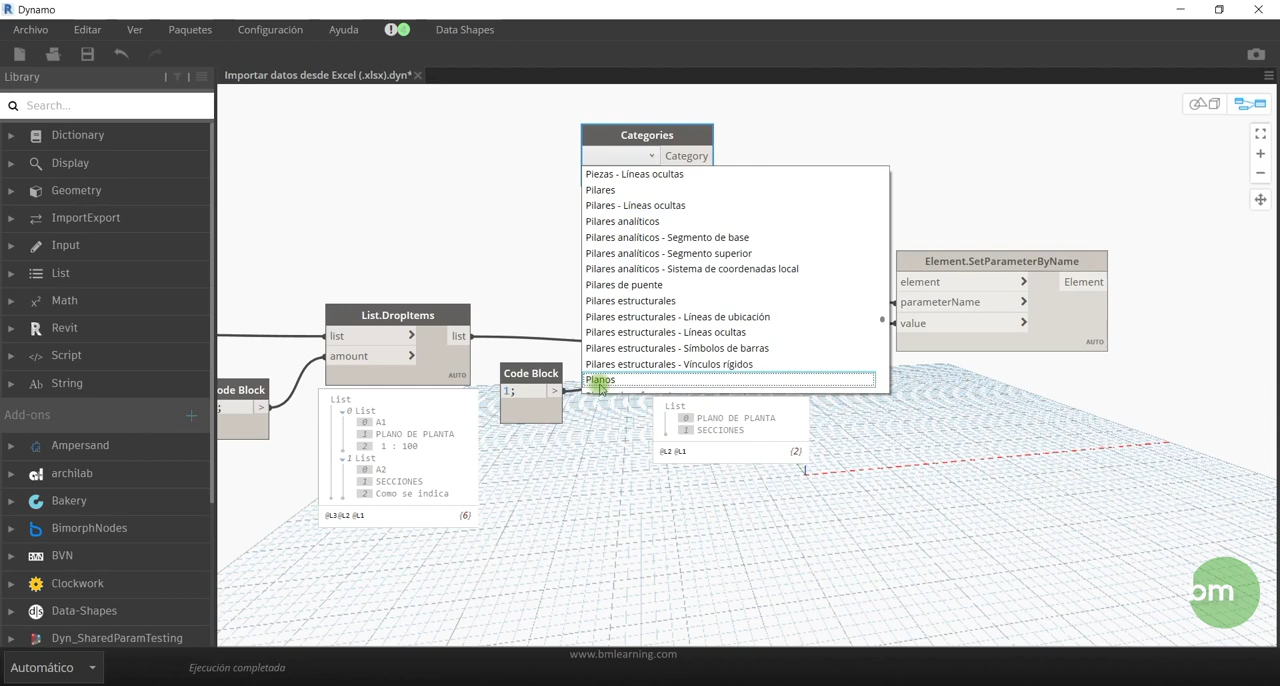 Dynamo
Archivo Editar Ver Paquetes Configuración Ayuda Data Shapes
Library
Importar datos desde Excel (.xlsx).dyn*
Search...
Dictionary
Display
Geometry
ImportExport
Input
List
Math
Revit
Script
String
Add-ons
Ampersand
archilab
Bakery
BimorphNodes
BVN
Clockwork
Data-Shapes
Dyn_SharedParamTesting
Categories
Category
Piezas - Líneas ocultas
Pilares
Pilares - Líneas ocultas
Pilares analíticos
Pilares analíticos - Segmento de base
Pilares analíticos - Segmento superior
Pilares analíticos - Sistema de coordenadas local
Pilares de puente
Pilares estructurales
Pilares estructurales - Líneas de ubicación
Pilares estructurales - Líneas ocultas
Pilares estructurales - Símbolos de barras
Pilares estructurales - Vínculos rígidos
Planos
Element.SetParameterByName
element > Element
parameterName >
value >
AUTO
List.DropItems
list > list
amount >
AUTO
ode Block
; >
Code Block
1; >
List
0 List
0 A1
1 PLANO DE PLANTA
2 1 : 100
1 List
0 A2
1 SECCIONES
2 Como se indica
@L3 @L2 @L1 {6}
List
0 PLANO DE PLANTA
1 SECCIONES
@L2 @L1 {2}
bm
www.bmlearning.com
Automático
Ejecución completada